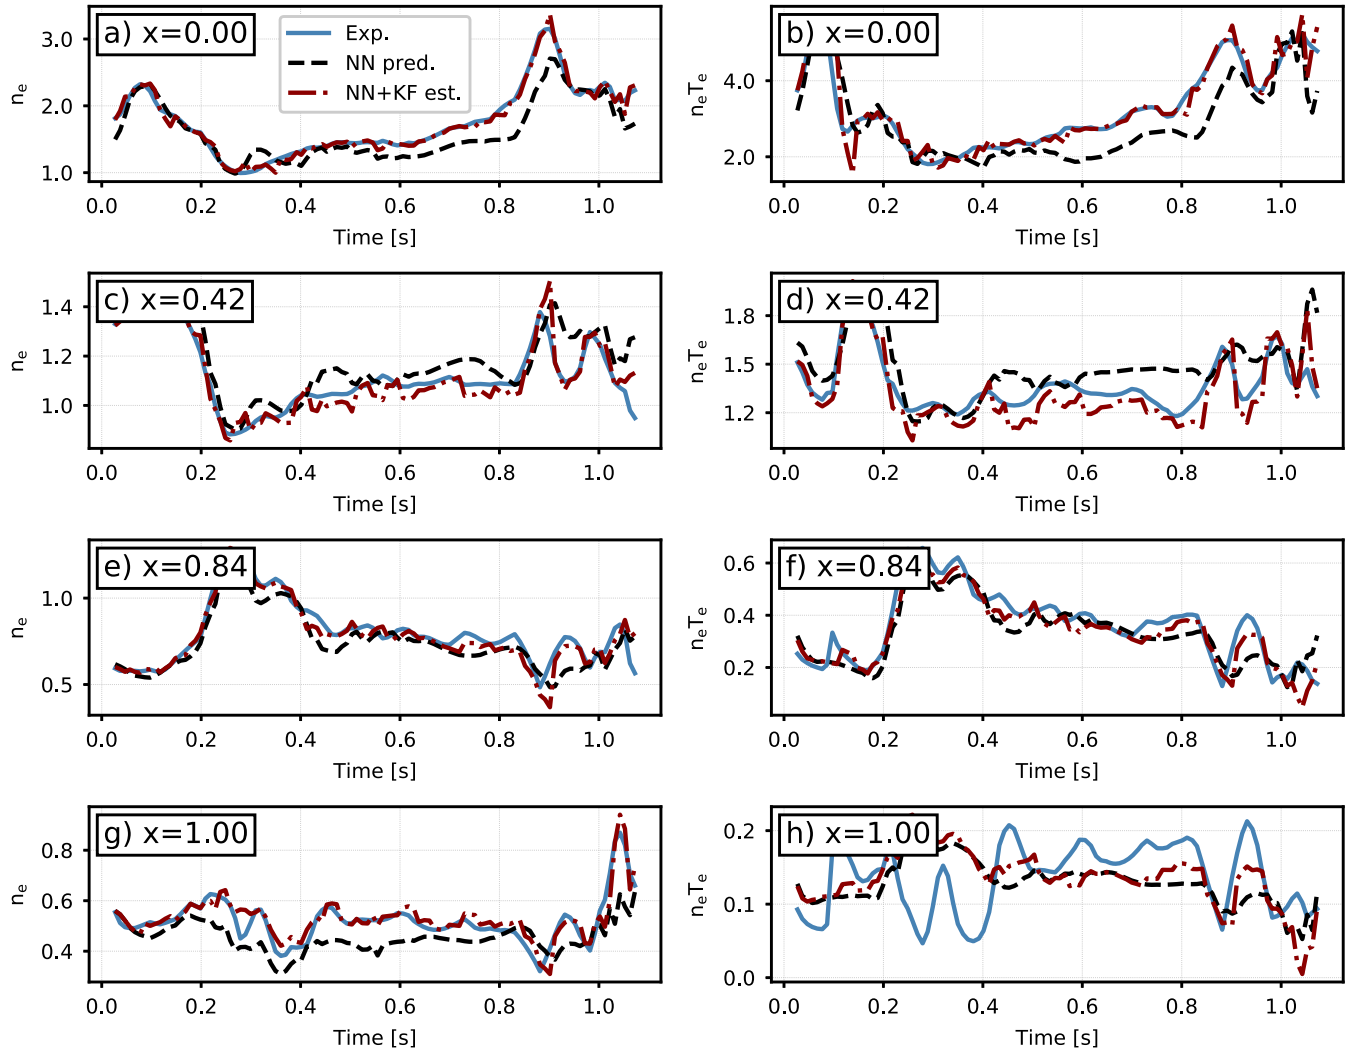 a) x=0.00
Exp.
NN pred.
NN+KF est.
3.0
2.0
1.0
nₑ
0.0 0.2 0.4 0.6 0.8 1.0
Time [s]
b) x=0.00
4.0
2.0
nₑTₑ
0.0 0.2 0.4 0.6 0.8 1.0
Time [s]
c) x=0.42
1.4
1.2
1.0
nₑ
0.0 0.2 0.4 0.6 0.8 1.0
Time [s]
d) x=0.42
1.8
1.5
1.2
nₑTₑ
0.0 0.2 0.4 0.6 0.8 1.0
Time [s]
e) x=0.84
1.0
0.5
nₑ
0.0 0.2 0.4 0.6 0.8 1.0
Time [s]
f) x=0.84
0.6
0.4
0.2
nₑTₑ
0.0 0.2 0.4 0.6 0.8 1.0
Time [s]
g) x=1.00
0.8
0.6
0.4
nₑ
0.0 0.2 0.4 0.6 0.8 1.0
Time [s]
h) x=1.00
0.2
0.1
0.0
nₑTₑ
0.0 0.2 0.4 0.6 0.8 1.0
Time [s]